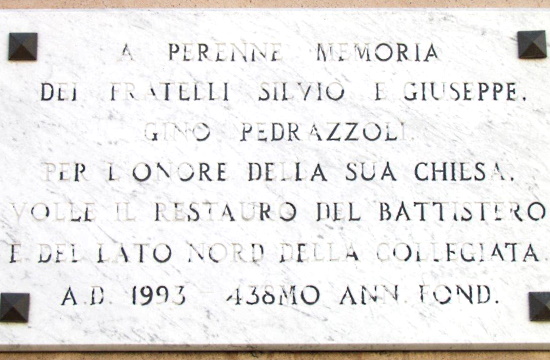 A PERENNE MEMORIA
DEI FRATELLI SILVIO E GIUSEPPE,
GINO PEDRAZZOLI
PER L'ONORE DELLA SUA CHIESA,
VOLLE IL RESTAURO DEL BATTISTERO
E DEL LATO NORD DELLA COLLEGIATA.
A.D. 1993 438MO ANN. FOND.